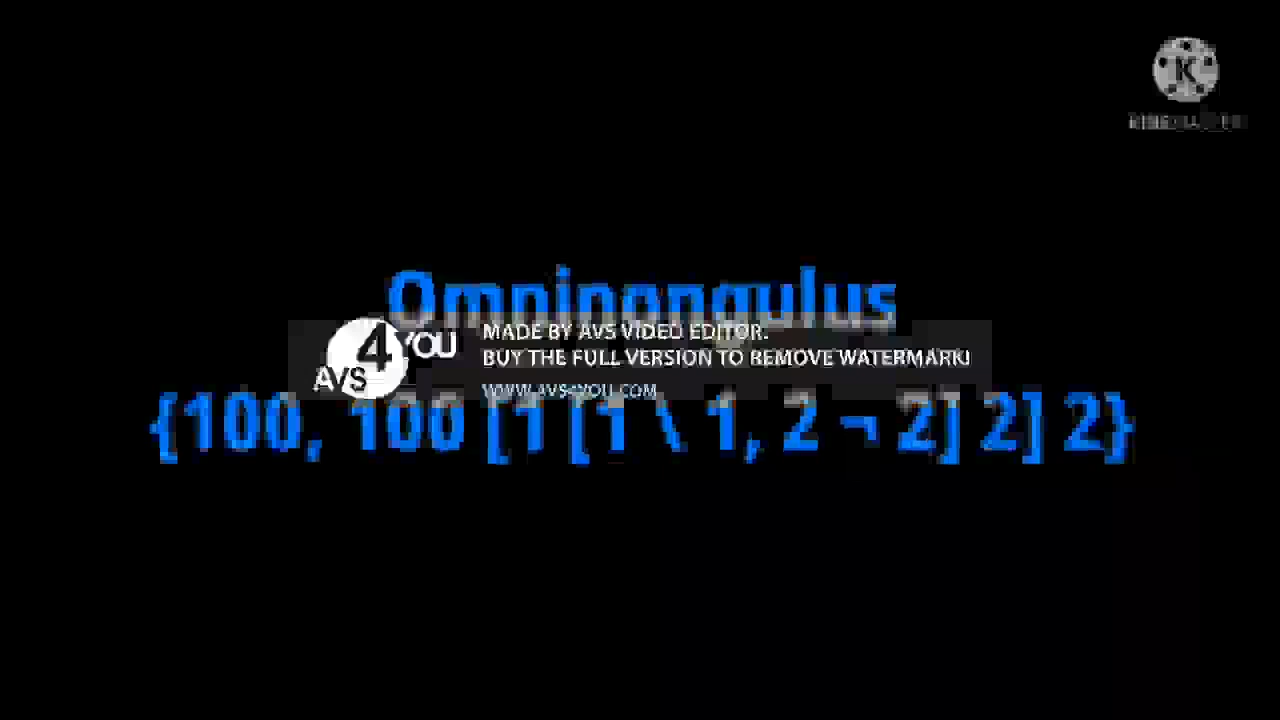 K
Omninongulus
AVS4YOU
MADE BY AVS VIDEO EDITOR.
BUY THE FULL VERSION TO REMOVE WATERMARK!
WWW.AVS4YOU.COM
{100, 100 [1 [1 \ 1, 2 ¬ 2] 2] 2}